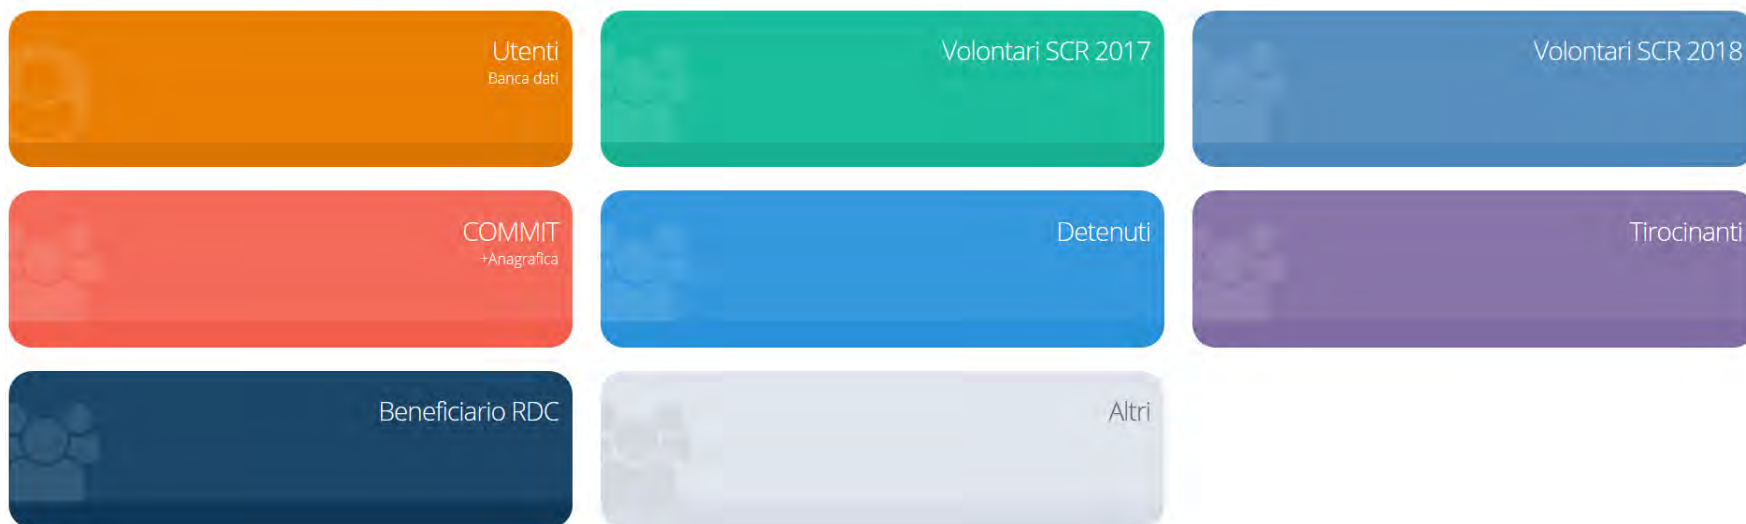 Utenti
Banca dati
Volontari SCR 2017
Volontari SCR 2018
COMMIT
+Anagrafica
Detenuti
Tirocinanti
Beneficiario RDC
Altri